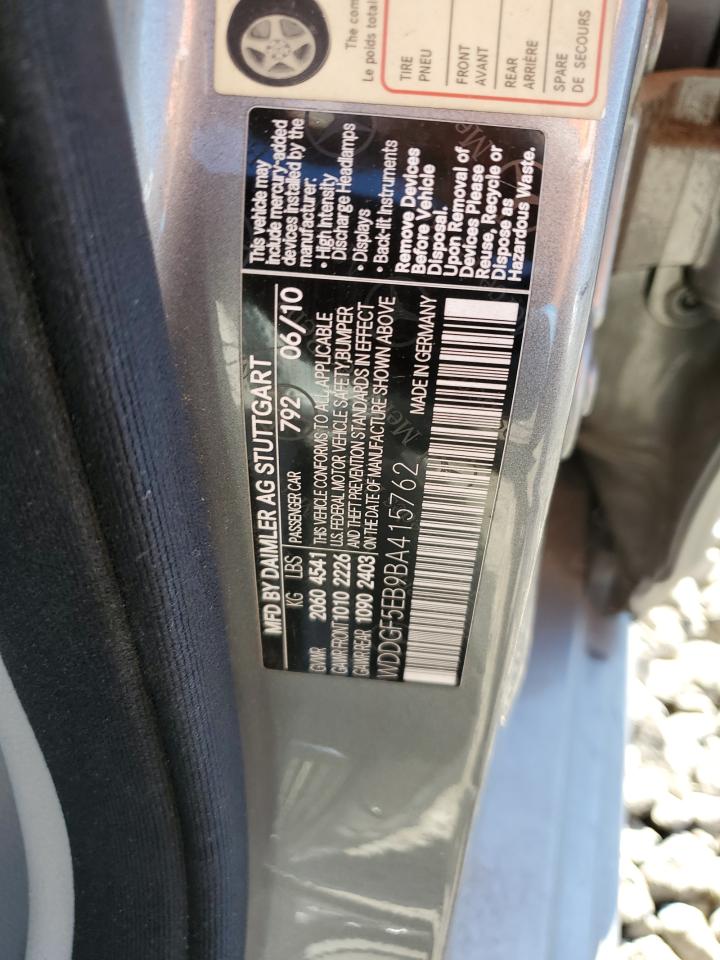 MFD BY DAIMLER AG STUTTGART
KG LBS PASSENGER CAR 792 06/10
GVWR 2060 4541 THIS VEHICLE CONFORMS TO ALL APPLICABLE
GAWR FRONT 1010 2226 U.S. FEDERAL MOTOR VEHICLE SAFETY, BUMPER
GAWR REAR 1090 2403 AND THEFT PREVENTION STANDARDS IN EFFECT
ON THE DATE OF MANUFACTURE SHOWN ABOVE
WDDGF5EB9BA415762 MADE IN GERMANY
This vehicle may
include mercury-added
devices installed by the
manufacturer:
• High Intensity
Discharge Headlamps
• Displays
• Back-lit Instruments
Remove Devices
Before Vehicle
Disposal.
Upon Removal of
Devices Please
Reuse, Recycle or
Dispose as
Hazardous Waste.
The com
Le poids total
TIRE
PNEU
FRONT
AVANT
REAR
ARRIÈRE
SPARE
DE SECOURS